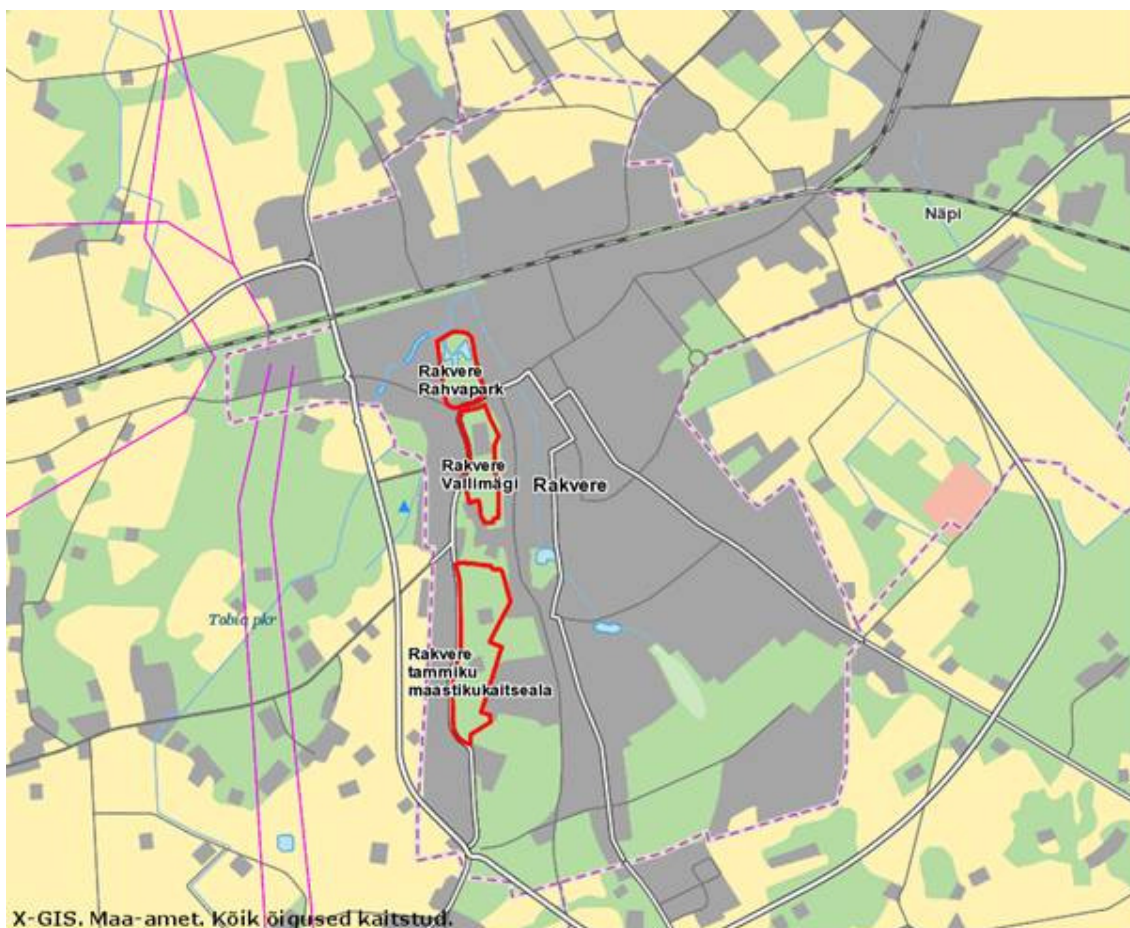 Näpi
Rakvere
Rahvapark
Rakvere
Vallimägi
Rakvere
Tobia pkr
Rakvere
tammiku
maastikukaitseala
X-GIS. Maa-amet. Kõik õigused kaitstud.